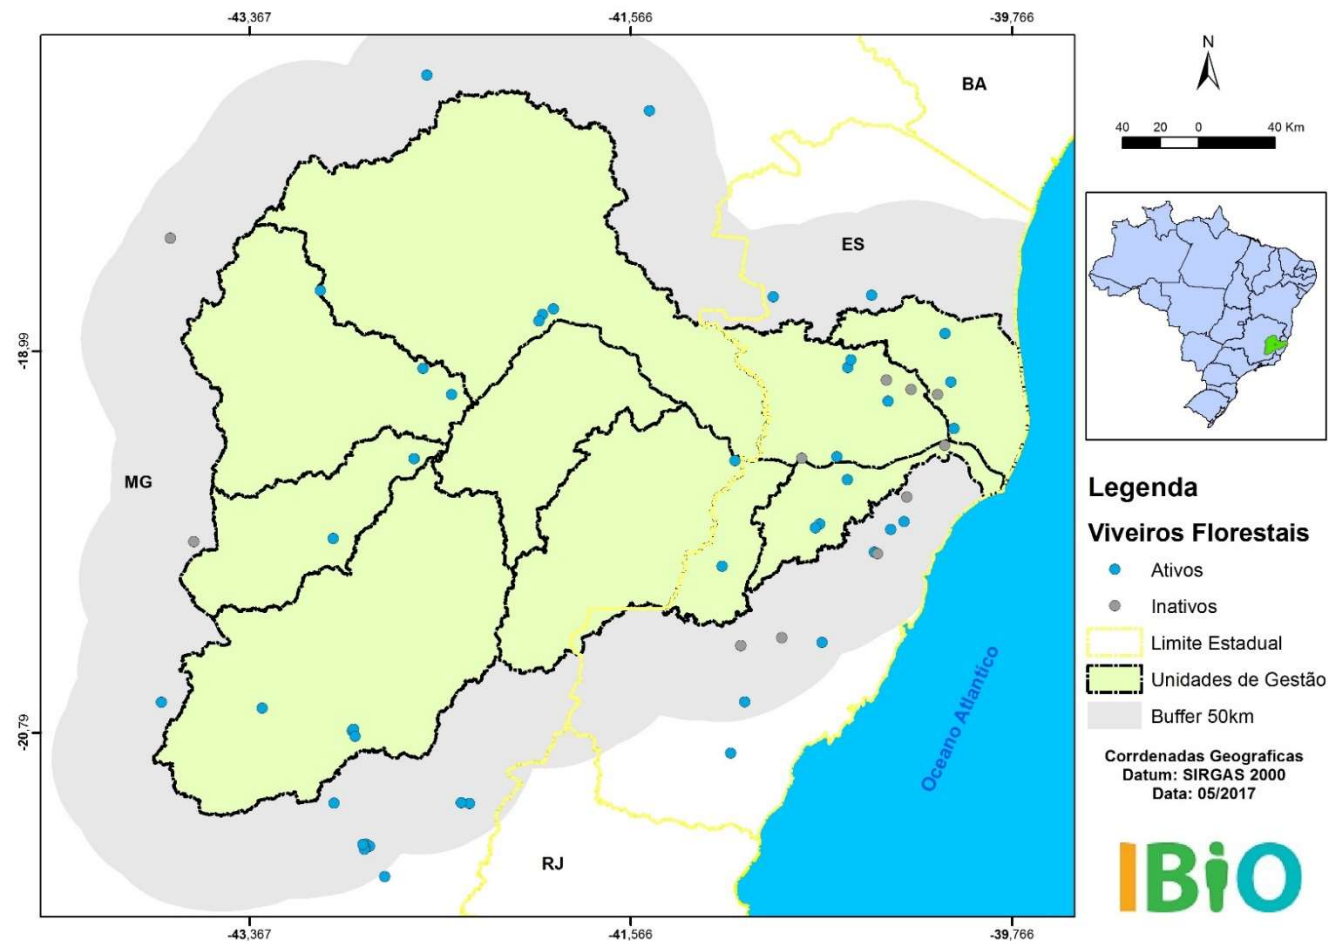 -43,367
-41,566
-39,766
-18,99
-20,79
BA
ES
MG
RJ
Oceano Atlantico
-43,367
-41,566
-39,766
N
40 20 0 40 Km
Legenda
Viveiros Florestais
Ativos
Inativos
Limite Estadual
Unidades de Gestão
Buffer 50km
Corrdenadas Geograficas
Datum: SIRGAS 2000
Data: 05/2017
IBiO